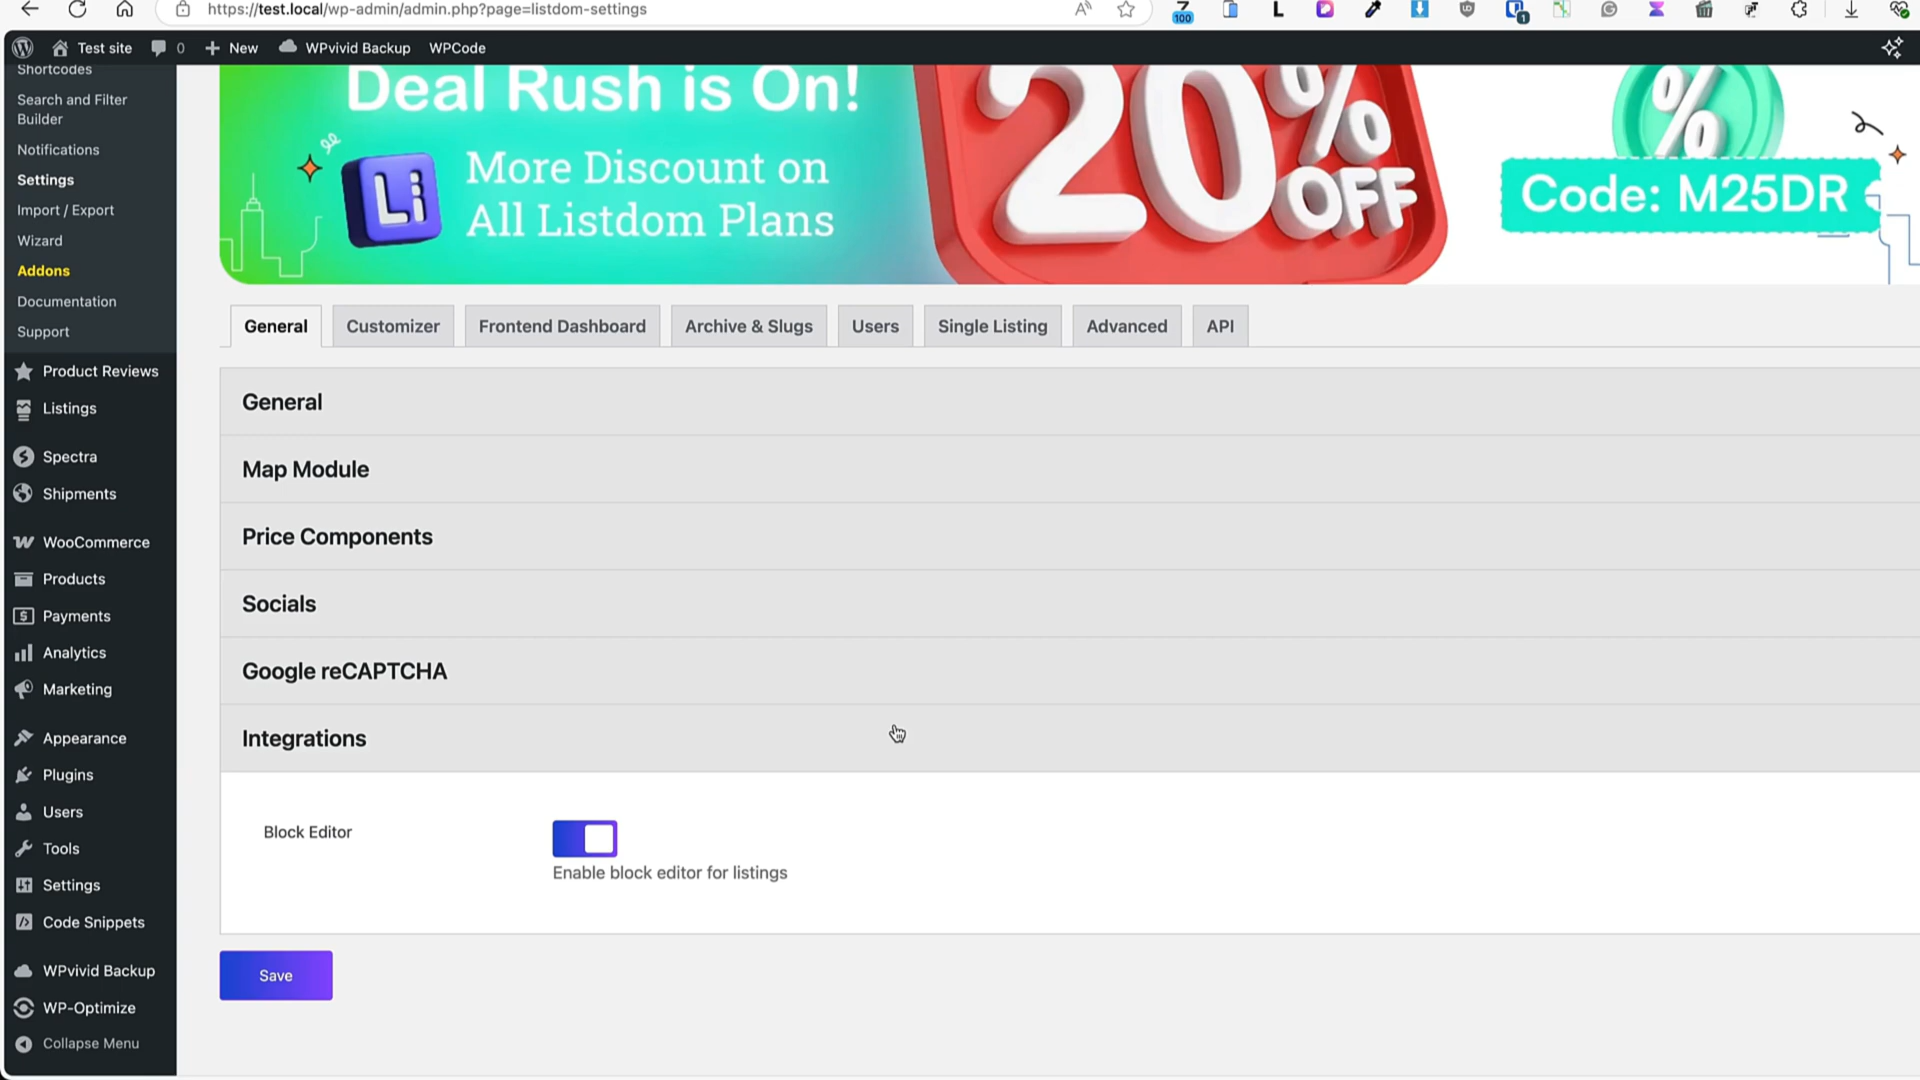 https://test.local/wp-admin/admin.php?page=listdom-settings
100
L
1
Test site
0
New
WPvivid Backup
WPCode
Shortcodes
Search and Filter
Builder
Notifications
Settings
Import / Export
Wizard
Addons
Documentation
Support
Product Reviews
Listings
Spectra
Shipments
WooCommerce
Products
Payments
Analytics
Marketing
Appearance
Plugins
Users
Tools
Settings
Code Snippets
WPvivid Backup
WP-Optimize
Collapse Menu
Deal Rush is On!
Li
More Discount on
All Listdom Plans
20%
OFF
%
Code: M25DR
General
Customizer
Frontend Dashboard
Archive & Slugs
Users
Single Listing
Advanced
API
General
Map Module
Price Components
Socials
Google reCAPTCHA
Integrations
Block Editor
Enable block editor for listings
Save